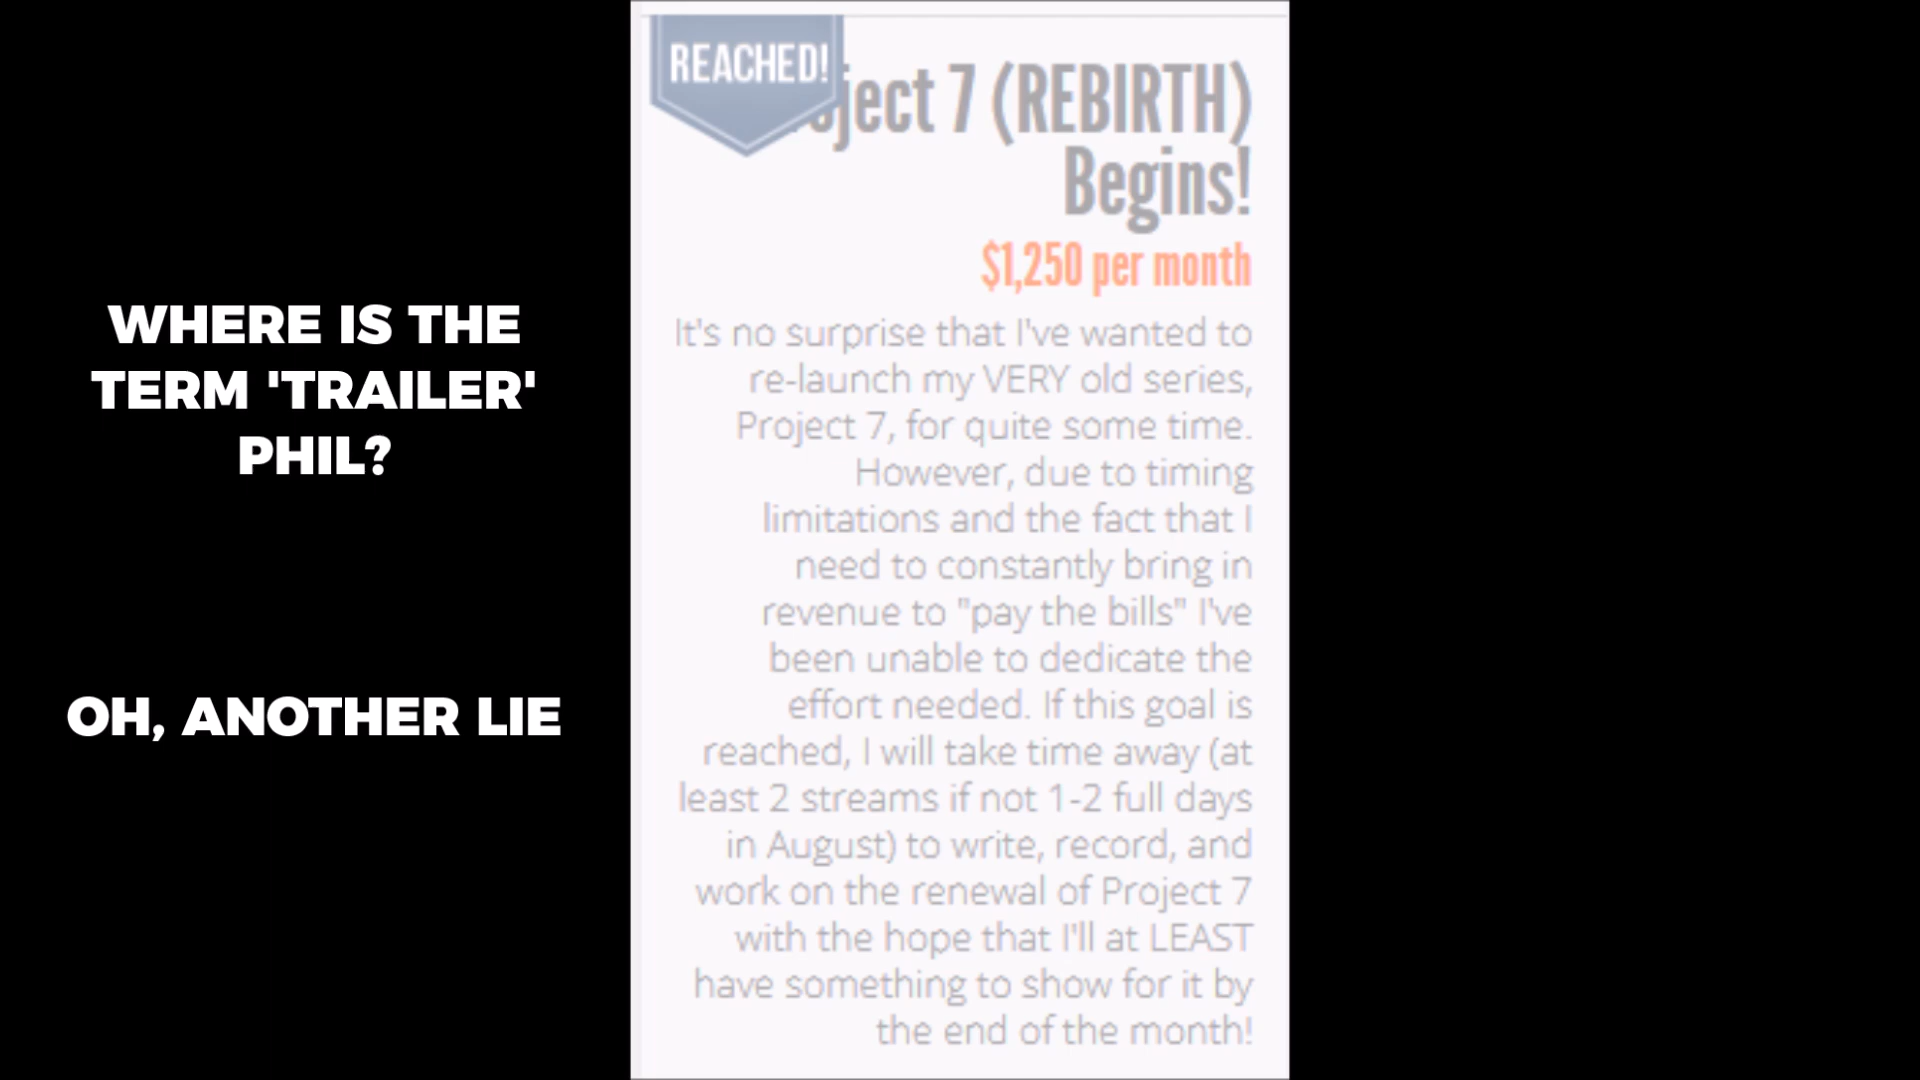 WHERE IS THE
TERM 'TRAILER'
PHIL?
OH, ANOTHER LIE
REACHED!
oject 7 (REBIRTH)
Begins!
$1,250 per month
It's no surprise that I've wanted to
re-launch my VERY old series,
Project 7, for quite some time.
However, due to timing
limitations and the fact that I
need to constantly bring in
revenue to "pay the bills" I've
been unable to dedicate the
effort needed. If this goal is
reached, I will take time away (at
least 2 streams if not 1-2 full days
in August) to write, record, and
work on the renewal of Project 7
with the hope that I'll at LEAST
have something to show for it by
the end of the month!